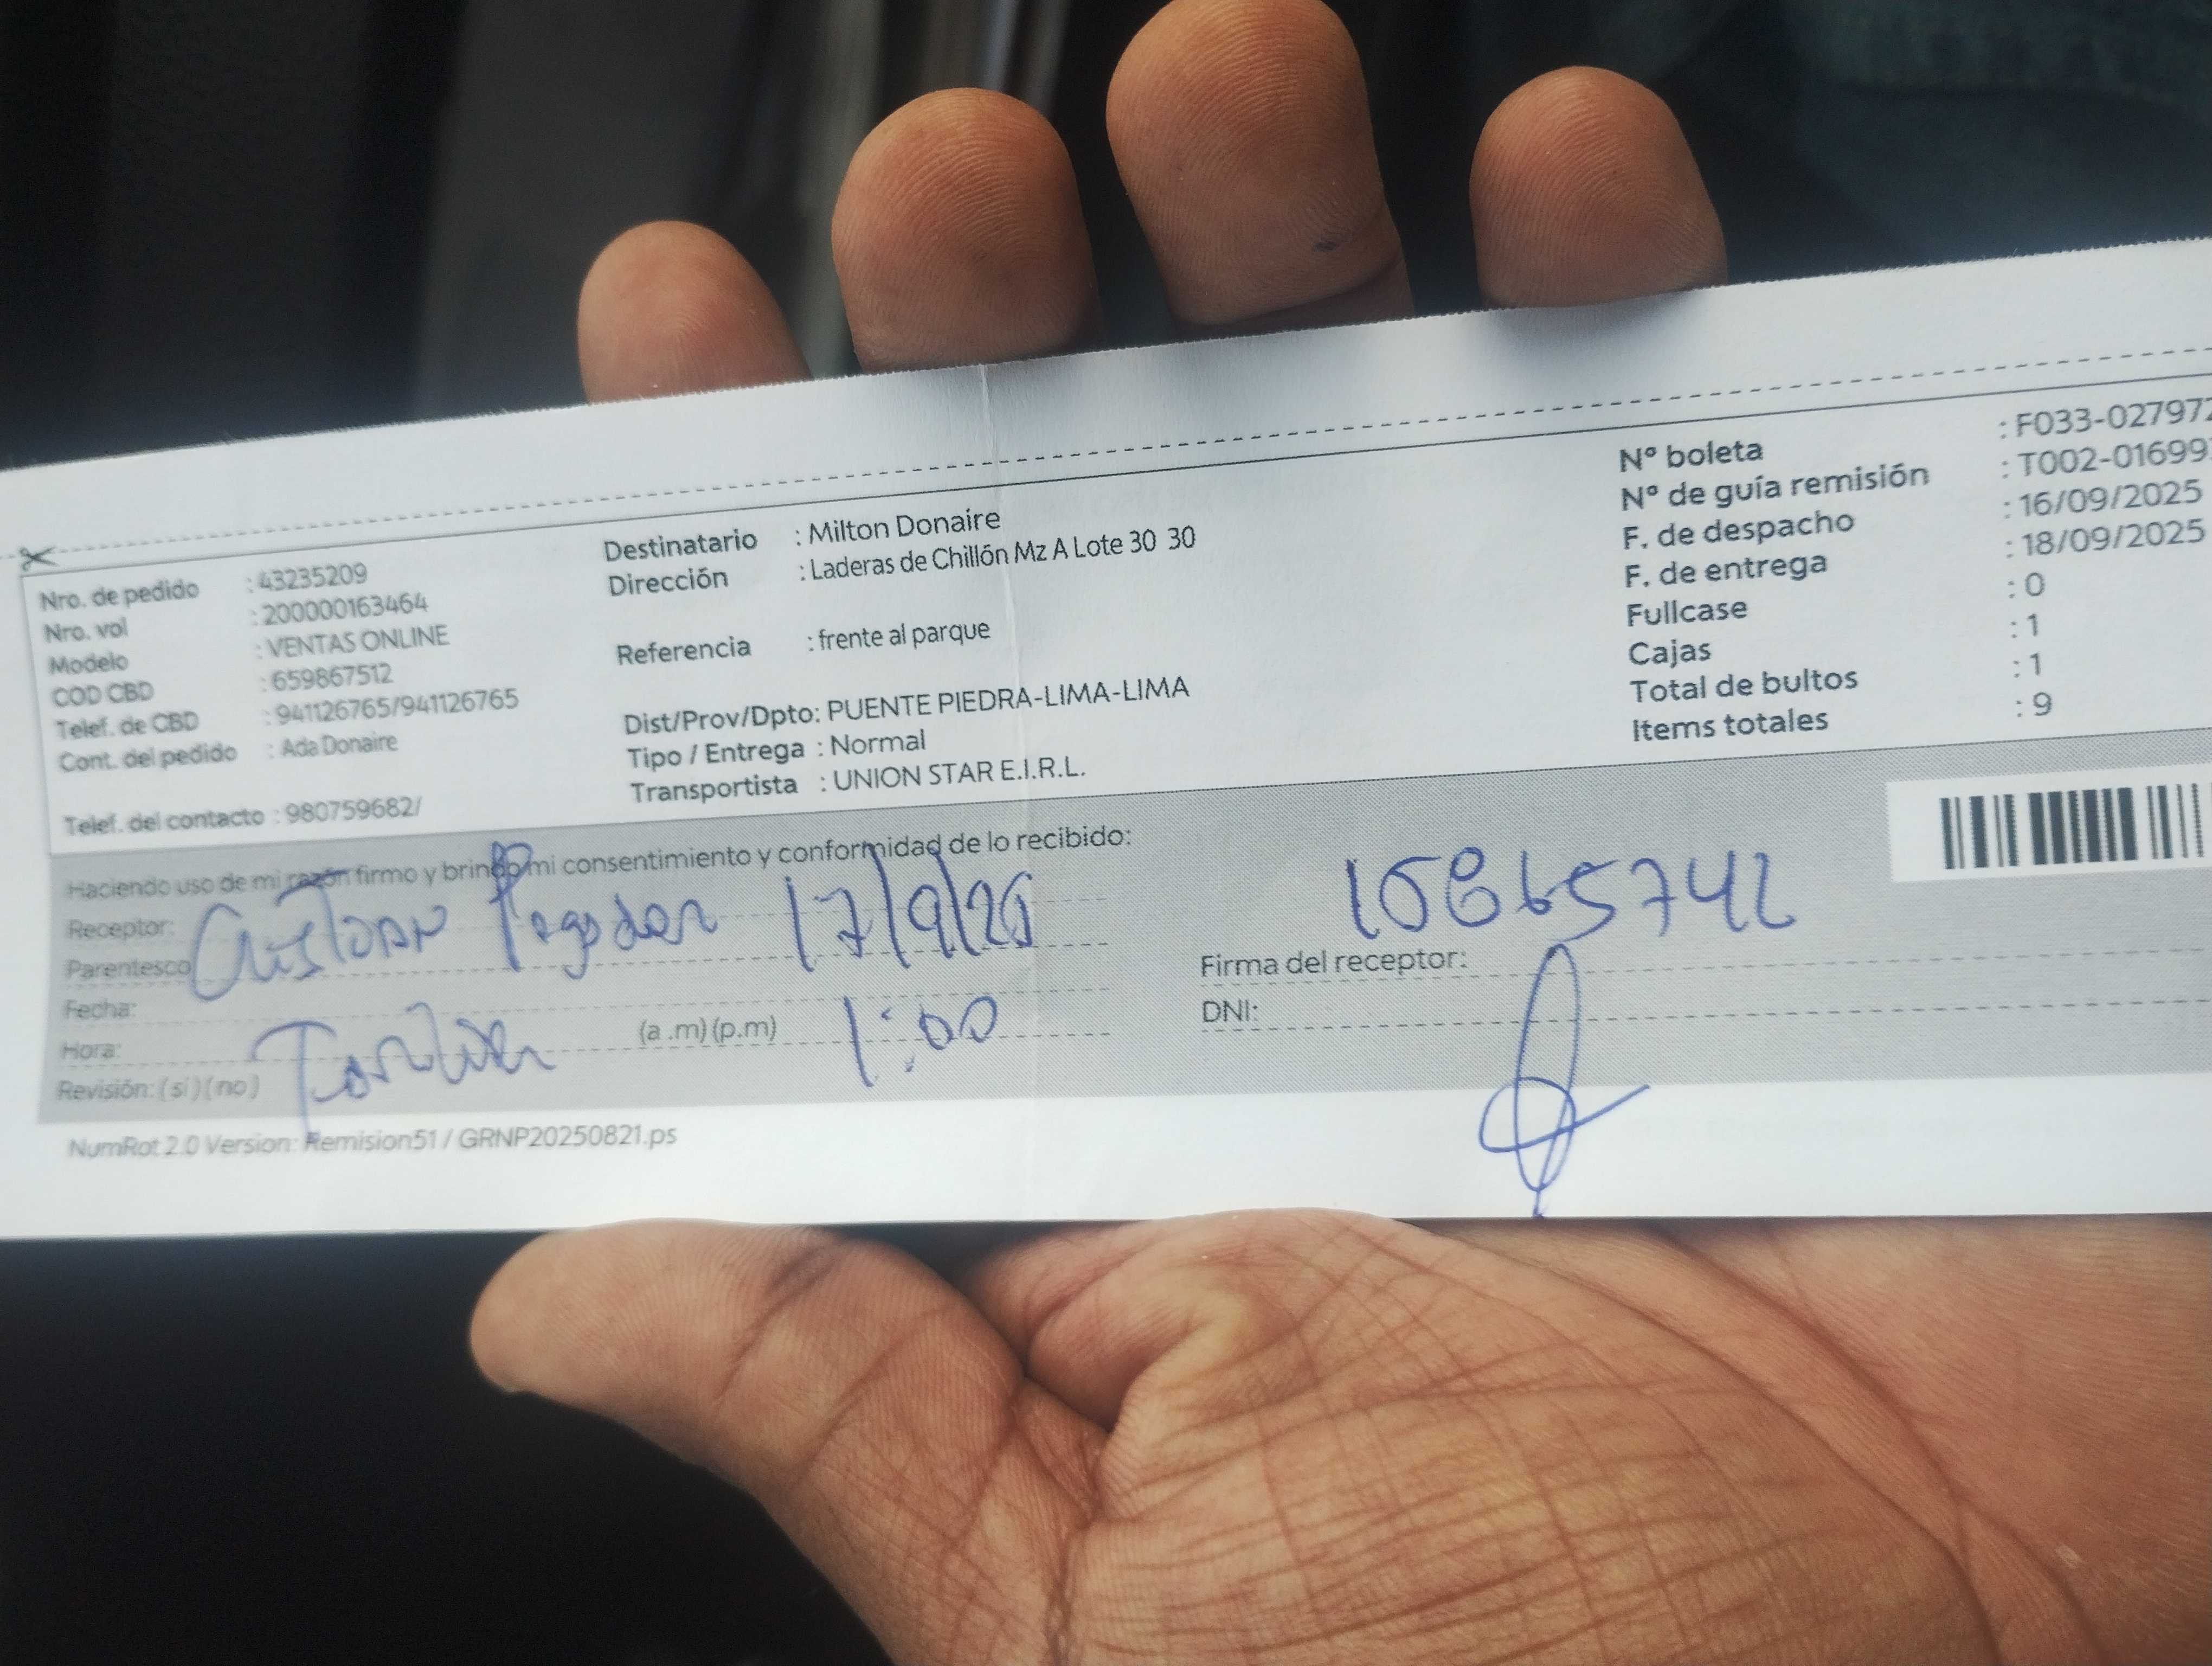 Nro. de pedido : 43235209
Nro. vol : 200000163464
Modelo : VENTAS ONLINE
COD CBD : 659867512
Telef. de CBD : 941126765/941126765
Cont. del pedido : Ada Donaire
Telef. del contacto : 980759682/
Destinatario : Milton Donaire
Dirección : Laderas de Chillón Mz A Lote 30 30
Referencia : frente al parque
Dist/Prov/Dpto: PUENTE PIEDRA-LIMA-LIMA
Tipo / Entrega : Normal
Transportista : UNION STAR E.I.R.L.
Nº boleta : F033-027972
Nº de guía remisión : T002-01699
F. de despacho : 16/09/2025
F. de entrega : 18/09/2025
Fullcase : 0
Cajas : 1
Total de bultos : 1
Items totales : 9
Haciendo uso de mi razón firmo y brindo mi consentimiento y conformidad de lo recibido:
Receptor:
17/9/25
Parentesco
Fecha:
Hora: (a .m) (p.m) 1:00
Revisión: (si) (no)
Firma del receptor:
DNI:
NumRot 2.0 Version: Remision51 / GRNP20250821.ps